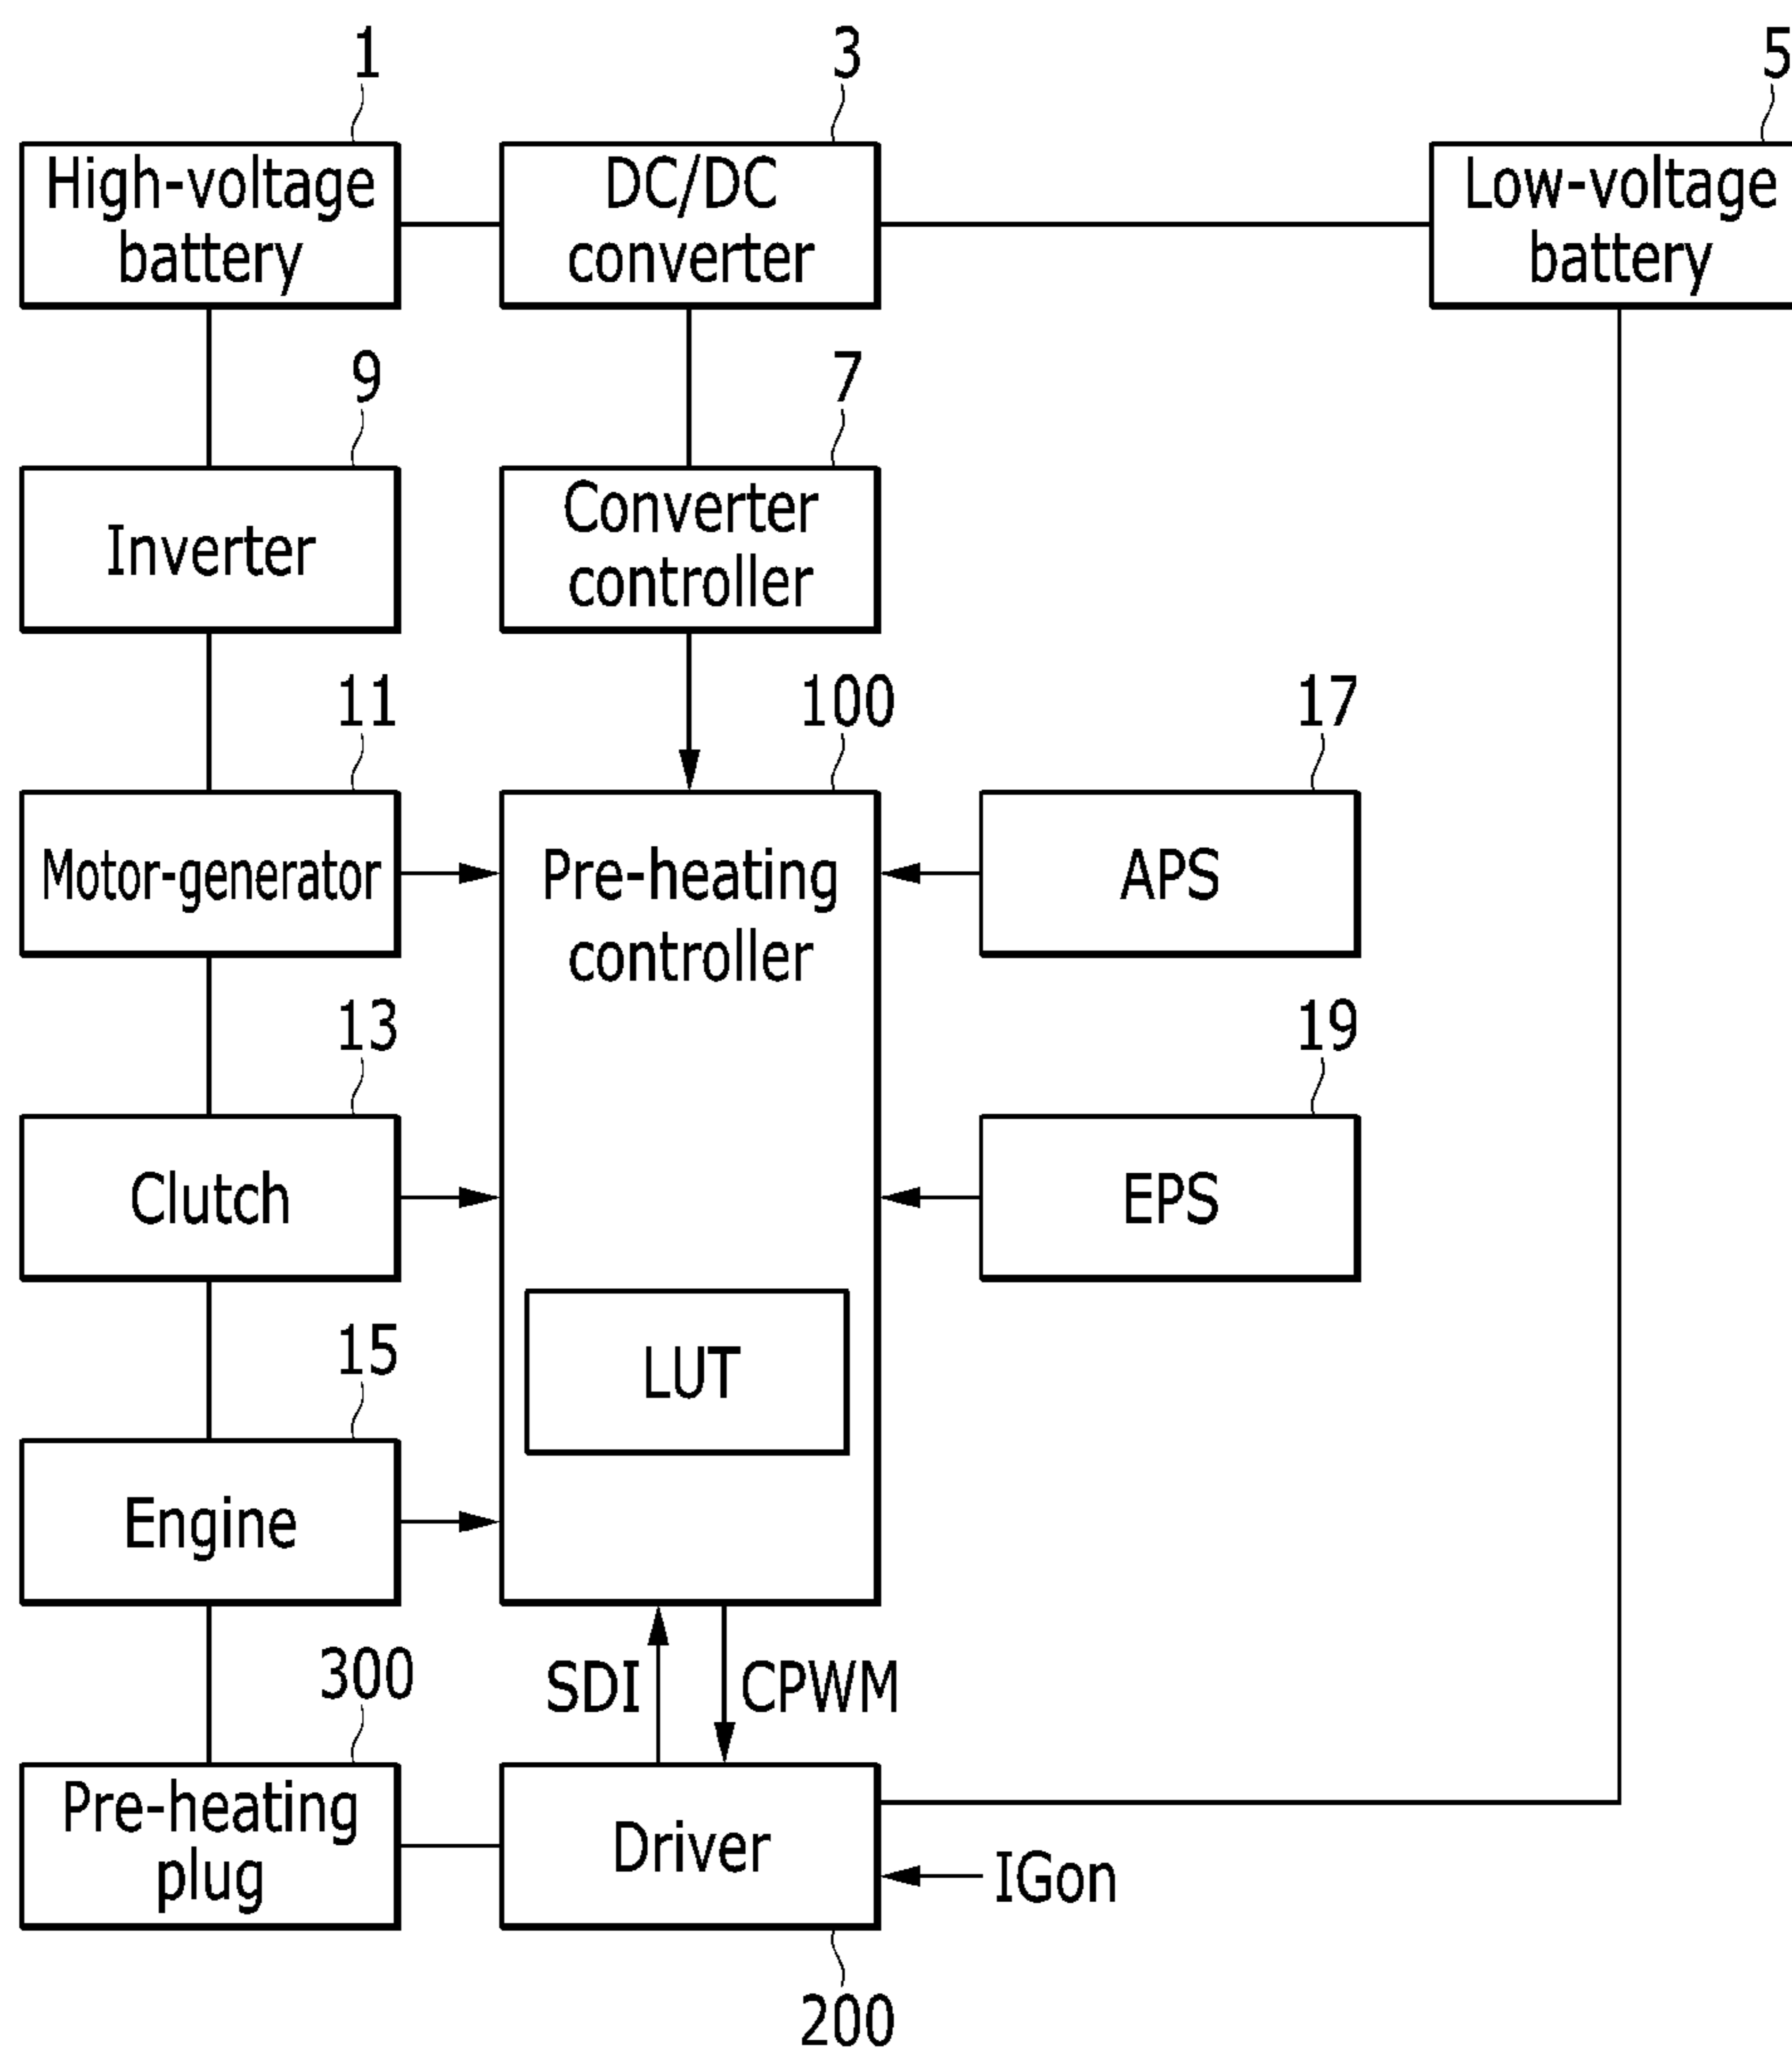 1
3
5
High-voltage
battery
DC/DC
converter
Low-voltage
battery
9
7
Inverter
Converter
controller
11
100
17
Motor-generator
Pre-heating
controller
APS
13
19
Clutch
EPS
LUT
15
Engine
300
SDI
CPWM
Pre-heating
plug
Driver
IGon
200